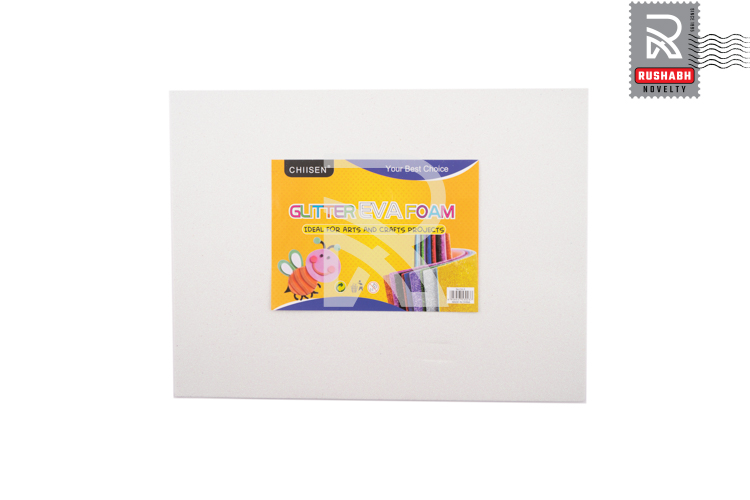 RUSHABH
NOVELTY
CHIISEN®
Your Best Choice
GLITTER EVA FOAM
IDEAL FOR ARTS AND CRAFTS PROJECTS